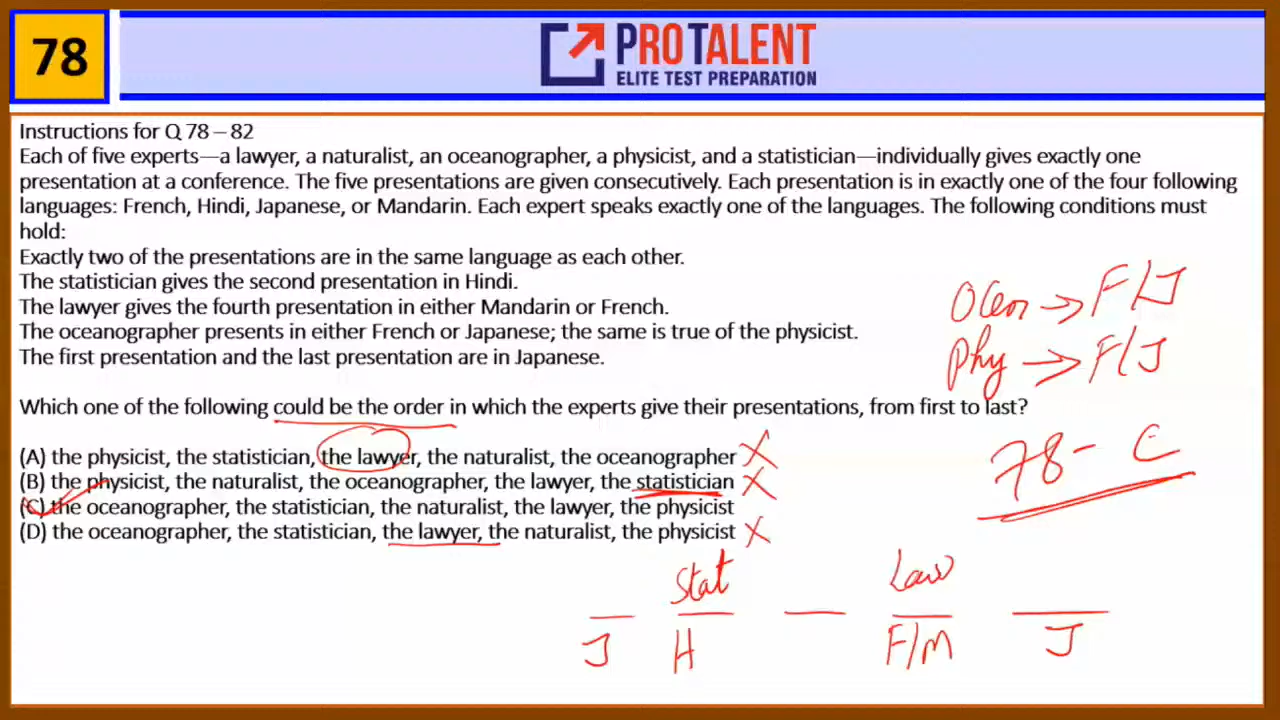 78
PROTALENT
ELITE TEST PREPARATION
Instructions for Q 78 – 82
Each of five experts—a lawyer, a naturalist, an oceanographer, a physicist, and a statistician—individually gives exactly one
presentation at a conference. The five presentations are given consecutively. Each presentation is in exactly one of the four following
languages: French, Hindi, Japanese, or Mandarin. Each expert speaks exactly one of the languages. The following conditions must
hold:
Exactly two of the presentations are in the same language as each other.
The statistician gives the second presentation in Hindi.
The lawyer gives the fourth presentation in either Mandarin or French.
The oceanographer presents in either French or Japanese; the same is true of the physicist.
The first presentation and the last presentation are in Japanese.
Ocen → F/J
Phy → F/J
Which one of the following could be the order in which the experts give their presentations, from first to last?
(A) the physicist, the statistician, the lawyer, the naturalist, the oceanographer X
(B) the physicist, the naturalist, the oceanographer, the lawyer, the statistician X
(C) the oceanographer, the statistician, the naturalist, the lawyer, the physicist
(D) the oceanographer, the statistician, the lawyer, the naturalist, the physicist X
78- C
Stat Law
J H F/M J